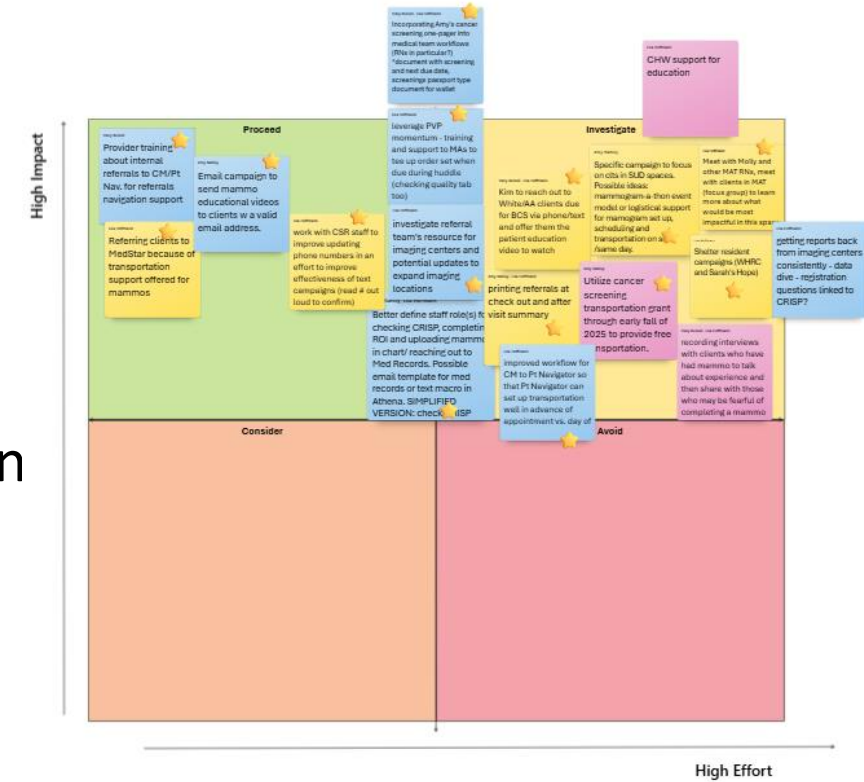 High Impact
Incorporating Amy's cancer
screening one-pager into
medical team workflows
(RNs in particular?)
*document with screening
and next due date,
screenings passport type
document for wallet
CHW support for
education
Proceed
Investigate
Provider training
about internal
referrals to CM/Pt
Nav. for referrals
navigation support
Email campaign to
send mammo
educational videos
to clients w a valid
email address.
Referring clients to
MedStar because of
transportation
support offered for
mammos
work with CSR staff to
improve updating
phone numbers in an
effort to improve
effectiveness of text
campaigns (read # out
loud to confirm)
leverage PVP
momentum - training
and support to MAs to
tee up order set when
due during huddle
(checking quality tab
too)
investigate referral
team's resource for
imaging centers and
potential updates to
expand imaging
locations
Better define staff role(s) fo
checking CRISP, completin
ROI and uploading mammo
in chart/ reaching out to
Med Records. Possible
email template for med
records or text macro in
Athena. SIMPLIFIED
VERSION: check ISP
Kim to reach out to
White/AA clients due
for BCS via phone/text
and offer them the
patient education
video to watch
printing referrals at
check out and after
visit summary
improved workflow for
CM to Pt Navigator so
that Pt Navigator can
set up transportation
well in advance of
appointment vs. day of
Specific campaign to focus
on clts in SUD spaces.
Possible ideas:
mammogram-a-thon event
model or logistical support
for mamogram set up,
scheduling and
transportation on a
/same day.
Meet with Molly and
other MAT RNs, meet
with clients in MAT
(focus group) to learn
more about what
would be most
impactful in this spac
Utilize cancer
screening
transportation grant
through early fall of
2025 to provide free
nsportation.
Shelter resident
campaigns (WHRC
and Sarah's Hope)
getting reports back
from imaging centers
consistently - data
dive - registration
questions linked to
CRISP?
recording interviews
with clients who have
had mammo to talk
about experience and
then share with those
who may be fearful of
completing a mammo
n
Consider
Avoid
High Effort